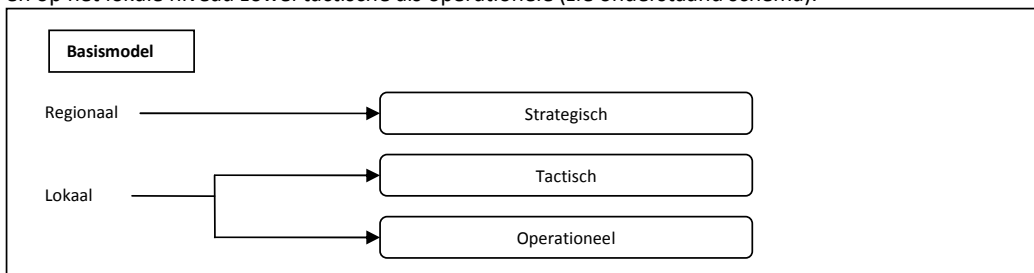 en op het lokale niveau zowel tactische als operationele (zie onderstaand schema).
Basismodel
Regionaal
Strategisch
Tactisch
Lokaal
Operationeel